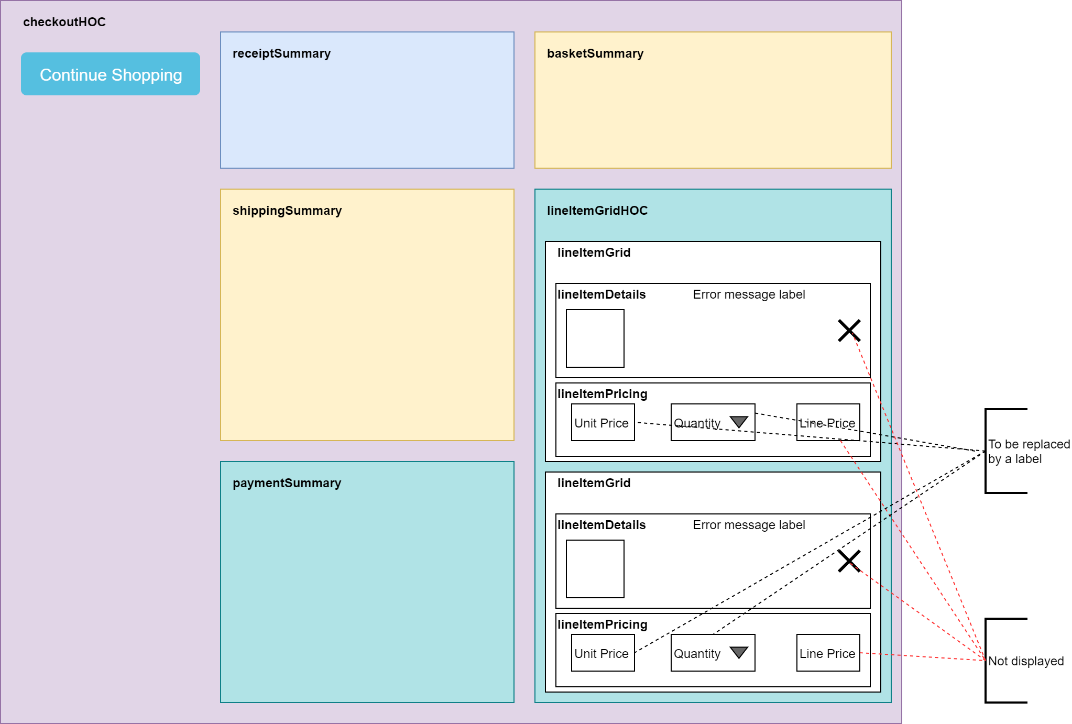 checkoutHOC
Continue Shopping
receiptSummary
basketSummary
shippingSummary
lineItemGridHOC
lineItemGrid
lineItemDetails
Error message label
lineItemPricing
Unit Price
Quantity
Line Price
To be replaced
by a label
paymentSummary
lineItemGrid
lineItemDetails
Error message label
lineItemPricing
Unit Price
Quantity
Line Price
Not displayed